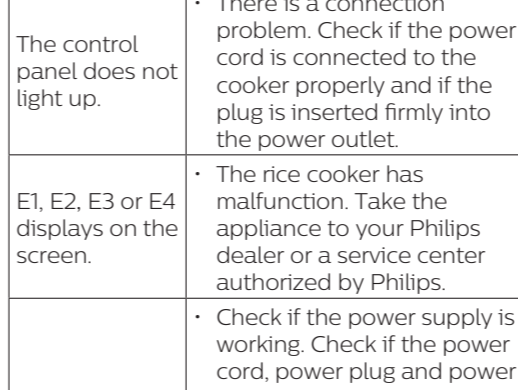 The control
panel does not
light up.
• There is a connection
problem. Check if the power
cord is connected to the
cooker properly and if the
plug is inserted firmly into
the power outlet.
E1, E2, E3 or E4
displays on the
screen.
• The rice cooker has
malfunction. Take the
appliance to your Philips
dealer or a service center
authorized by Philips.
• Check if the power supply is
working. Check if the power
cord, power plug and power